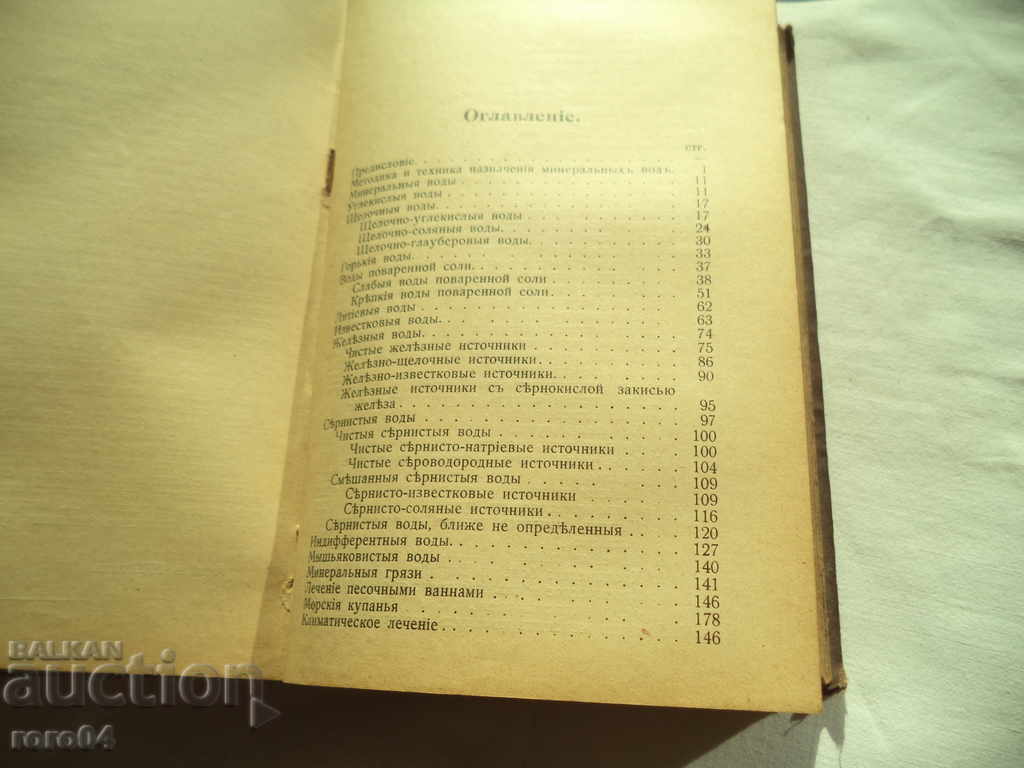 Оглавленіе.
СТР.
Предисловіе.
Методика и техника назначенія минеральныхъ водъ. 1
Минеральныя воды 11
Углекислыя воды 11
Щелочныя воды. 17
Щелочно-углекислыя воды 17
Щелочно-соляныя воды. 24
Щелочно-глауберовыя воды. 30
Горькія воды. 33
Воды поваренной соли. 37
Слабыя воды поваренной соли 38
Крѣпкія воды поваренной соли. 51
Литіевыя воды 62
Известковыя воды. 63
Желѣзныя воды. 74
Чистые желѣзные источники 75
Желѣзно-щелочные источники. 86
Желѣзно-известковые источники. 90
Желѣзные источники съ сѣрнокислой закисью
желѣза 95
Сѣрнистыя воды 97
Чистыя сѣрнистыя воды 100
Чистые сѣрнисто-натріевые источники 100
Чистые сѣроводородные источники 104
Смѣшанныя сѣрнистыя воды 109
Сѣрнисто-известковые источники 109
Сѣрнисто-соляные источники 116
Сѣрнистыя воды, ближе не опредѣленныя 120
Индифферентныя воды. 127
Мышьяковистыя воды 140
Минеральныя грязи 141
Леченіе песочными ваннами 146
Морскія купанья 178
Климатическое леченіе 146
BALKAN
auction
roro04